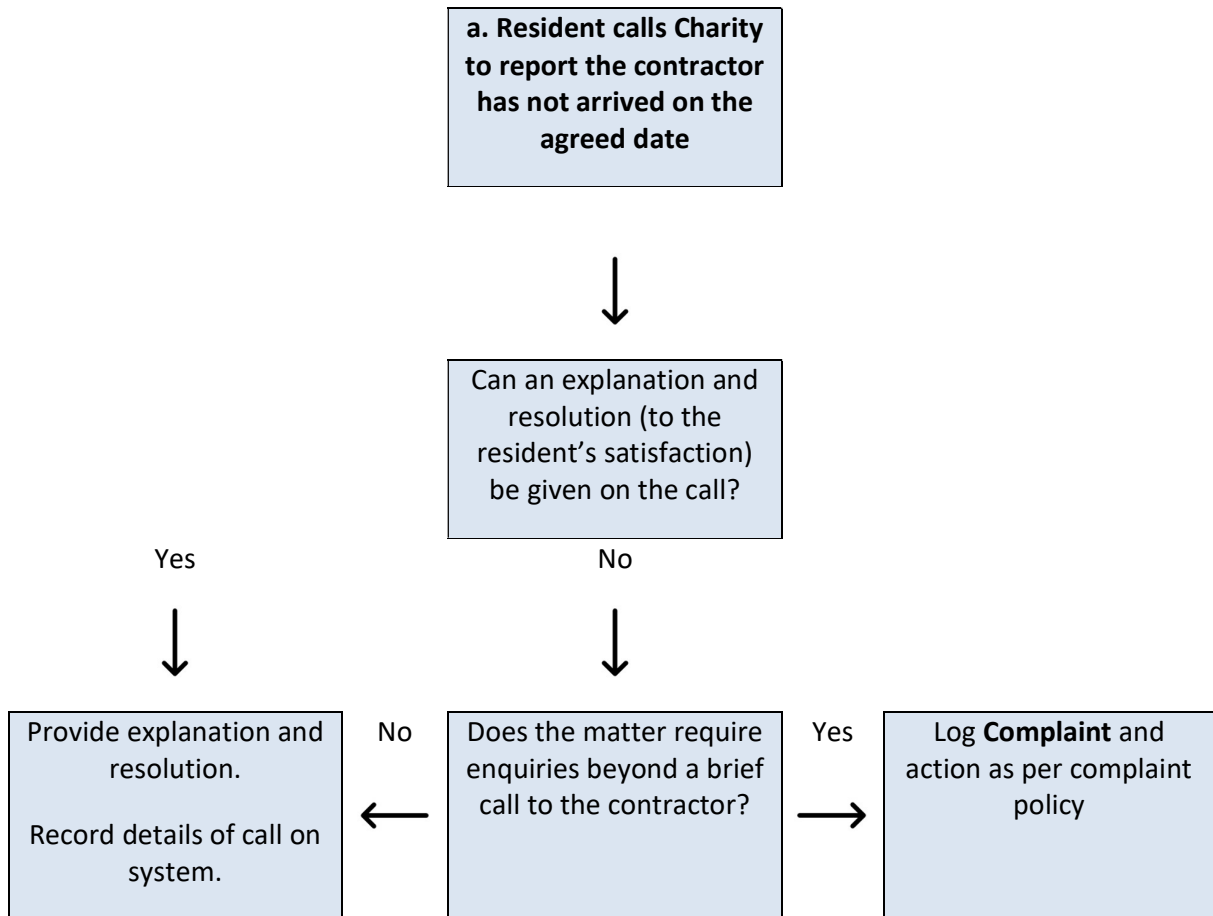 a. Resident calls Charity
to report the contractor
has not arrived on the
agreed date
Can an explanation and
resolution (to the
resident’s satisfaction)
be given on the call?
Yes
No
Provide explanation and
resolution.
Record details of call on
system.
No
Does the matter require
enquiries beyond a brief
call to the contractor?
Yes
Log Complaint and
action as per complaint
policy